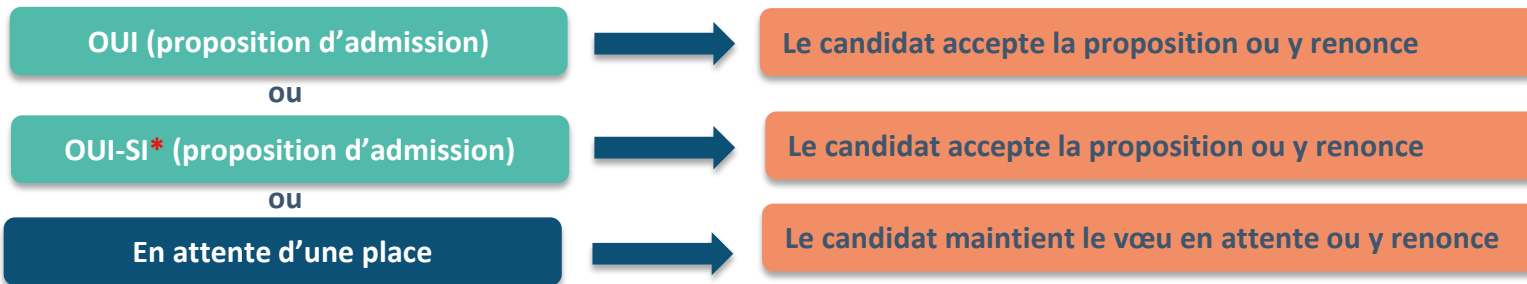 OUI (proposition d’admission)
Le candidat accepte la proposition ou y renonce
ou
OUI-SI* (proposition d’admission)
Le candidat accepte la proposition ou y renonce
ou
En attente d’une place
Le candidat maintient le vœu en attente ou y renonce